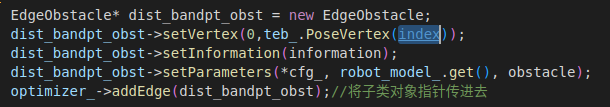 EdgeObstacle* dist_bandpt_obst = new EdgeObstacle;
dist_bandpt_obst->setVertex(0,teb_.PoseVertex(index));
dist_bandpt_obst->setInformation(information);
dist_bandpt_obst->setParameters(*cfg_, robot_model_.get(), obstacle);
optimizer_->addEdge(dist_bandpt_obst);//将子类对象指针传进去